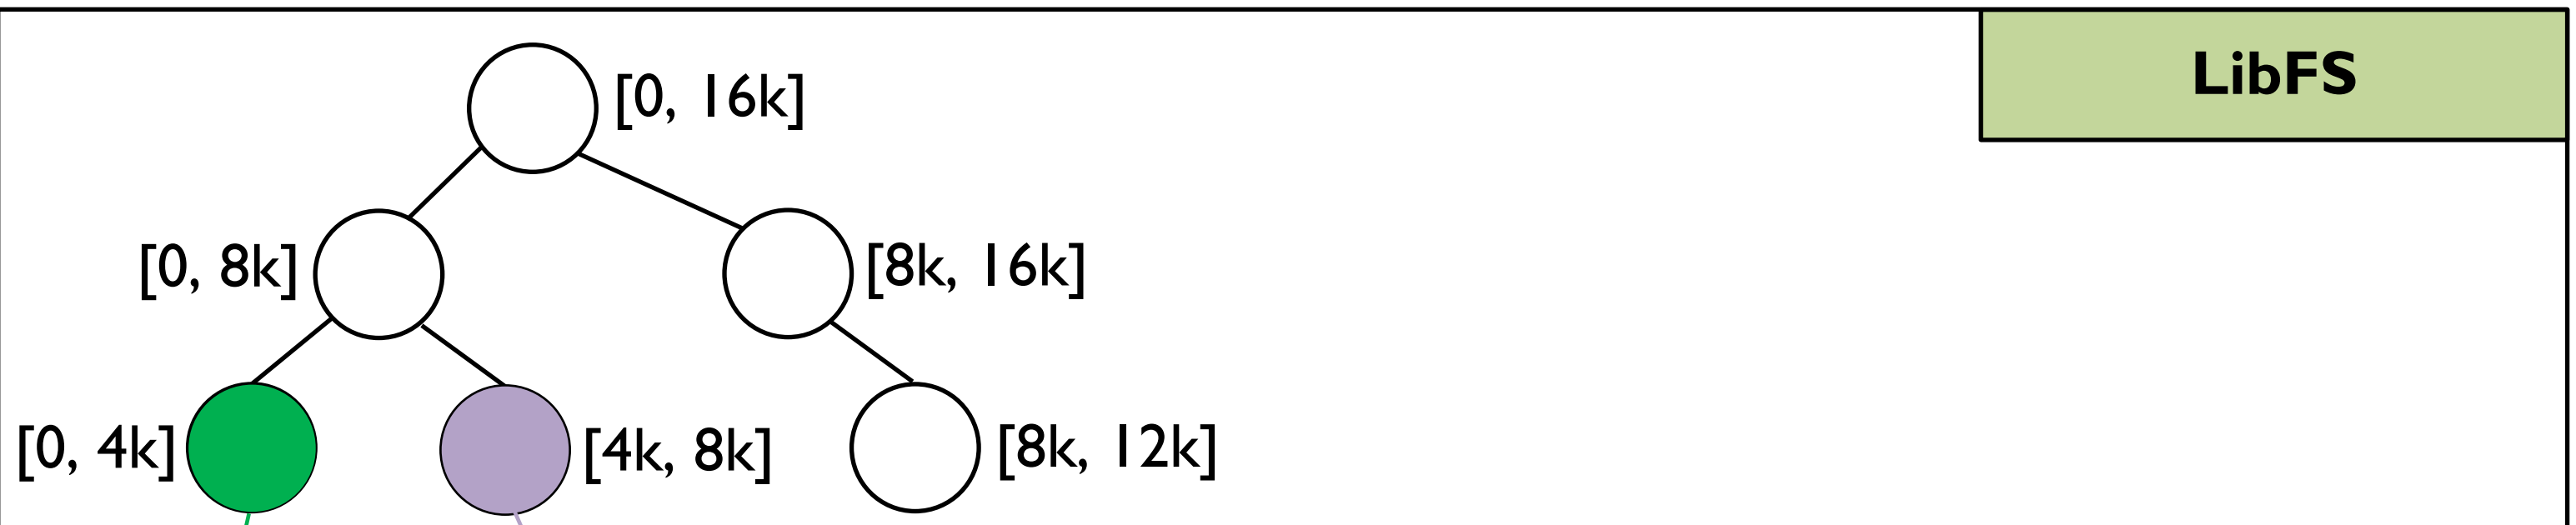 LibFS
[0, 16k]
[0, 8k]
[8k, 16k]
[0, 4k]
[4k, 8k]
[8k, 12k]